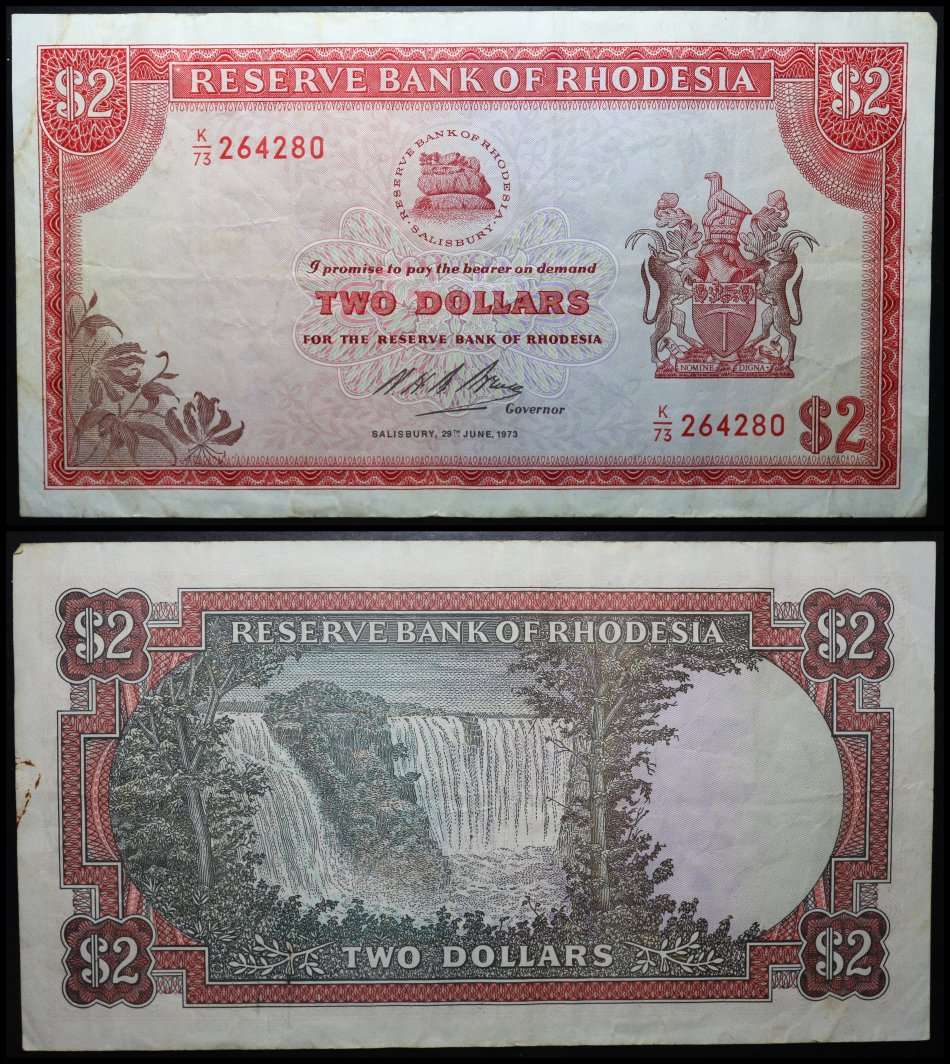 $2 RESERVE BANK OF RHODESIA $2
K/73 264280
RESERVE BANK OF RHODESIA · SALISBURY ·
I promise to pay the bearer on demand
TWO DOLLARS
FOR THE RESERVE BANK OF RHODESIA
NOMINE DIGNA
Governor
K/73 264280 $2
SALISBURY, 29TH JUNE, 1973
$2 RESERVE BANK OF RHODESIA $2
$2 TWO DOLLARS $2